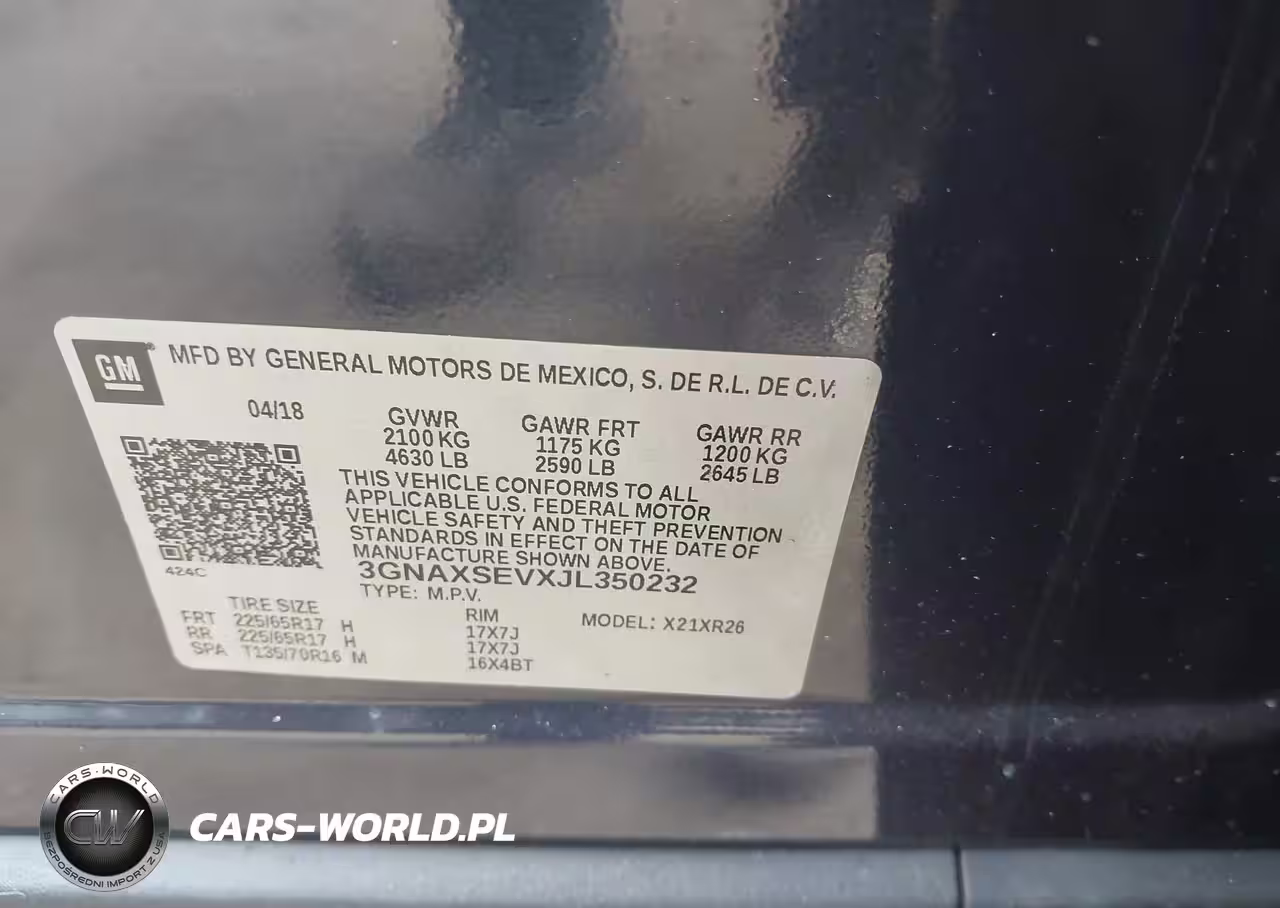 GM
MFD BY GENERAL MOTORS DE MEXICO, S. DE R.L. DE C.V.
04/18
GVWR GAWR FRT GAWR RR
2100 KG 1175 KG 1200 KG
4630 LB 2590 LB 2645 LB
THIS VEHICLE CONFORMS TO ALL
APPLICABLE U.S. FEDERAL MOTOR
VEHICLE SAFETY AND THEFT PREVENTION
STANDARDS IN EFFECT ON THE DATE OF
MANUFACTURE SHOWN ABOVE.
424C
3GNAXSEVXJL350232
TYPE: M.P.V.
TIRE SIZE RIM MODEL: X21XR26
FRT 225/65R17 H 17X7J
RR 225/65R17 H 17X7J
SPA T135/70R16 M 16X4BT
CARS-WORLD
CW
BEZPOŚREDNI IMPORT Z USA
CARS-WORLD.PL